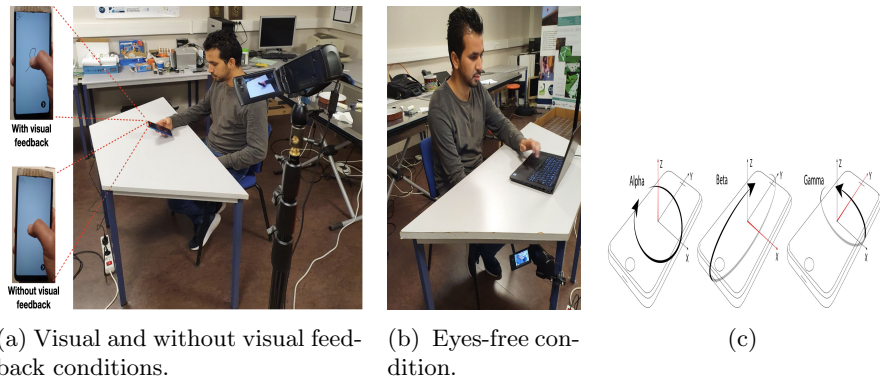 With visual
feedback
Without visual
feedback
Alpha
Z
Y
X
Beta
Z
Y
X
Gamma
Z
Y
X
(a) Visual and without visual feed-
back conditions.
(b) Eyes-free con-
dition.
(c)